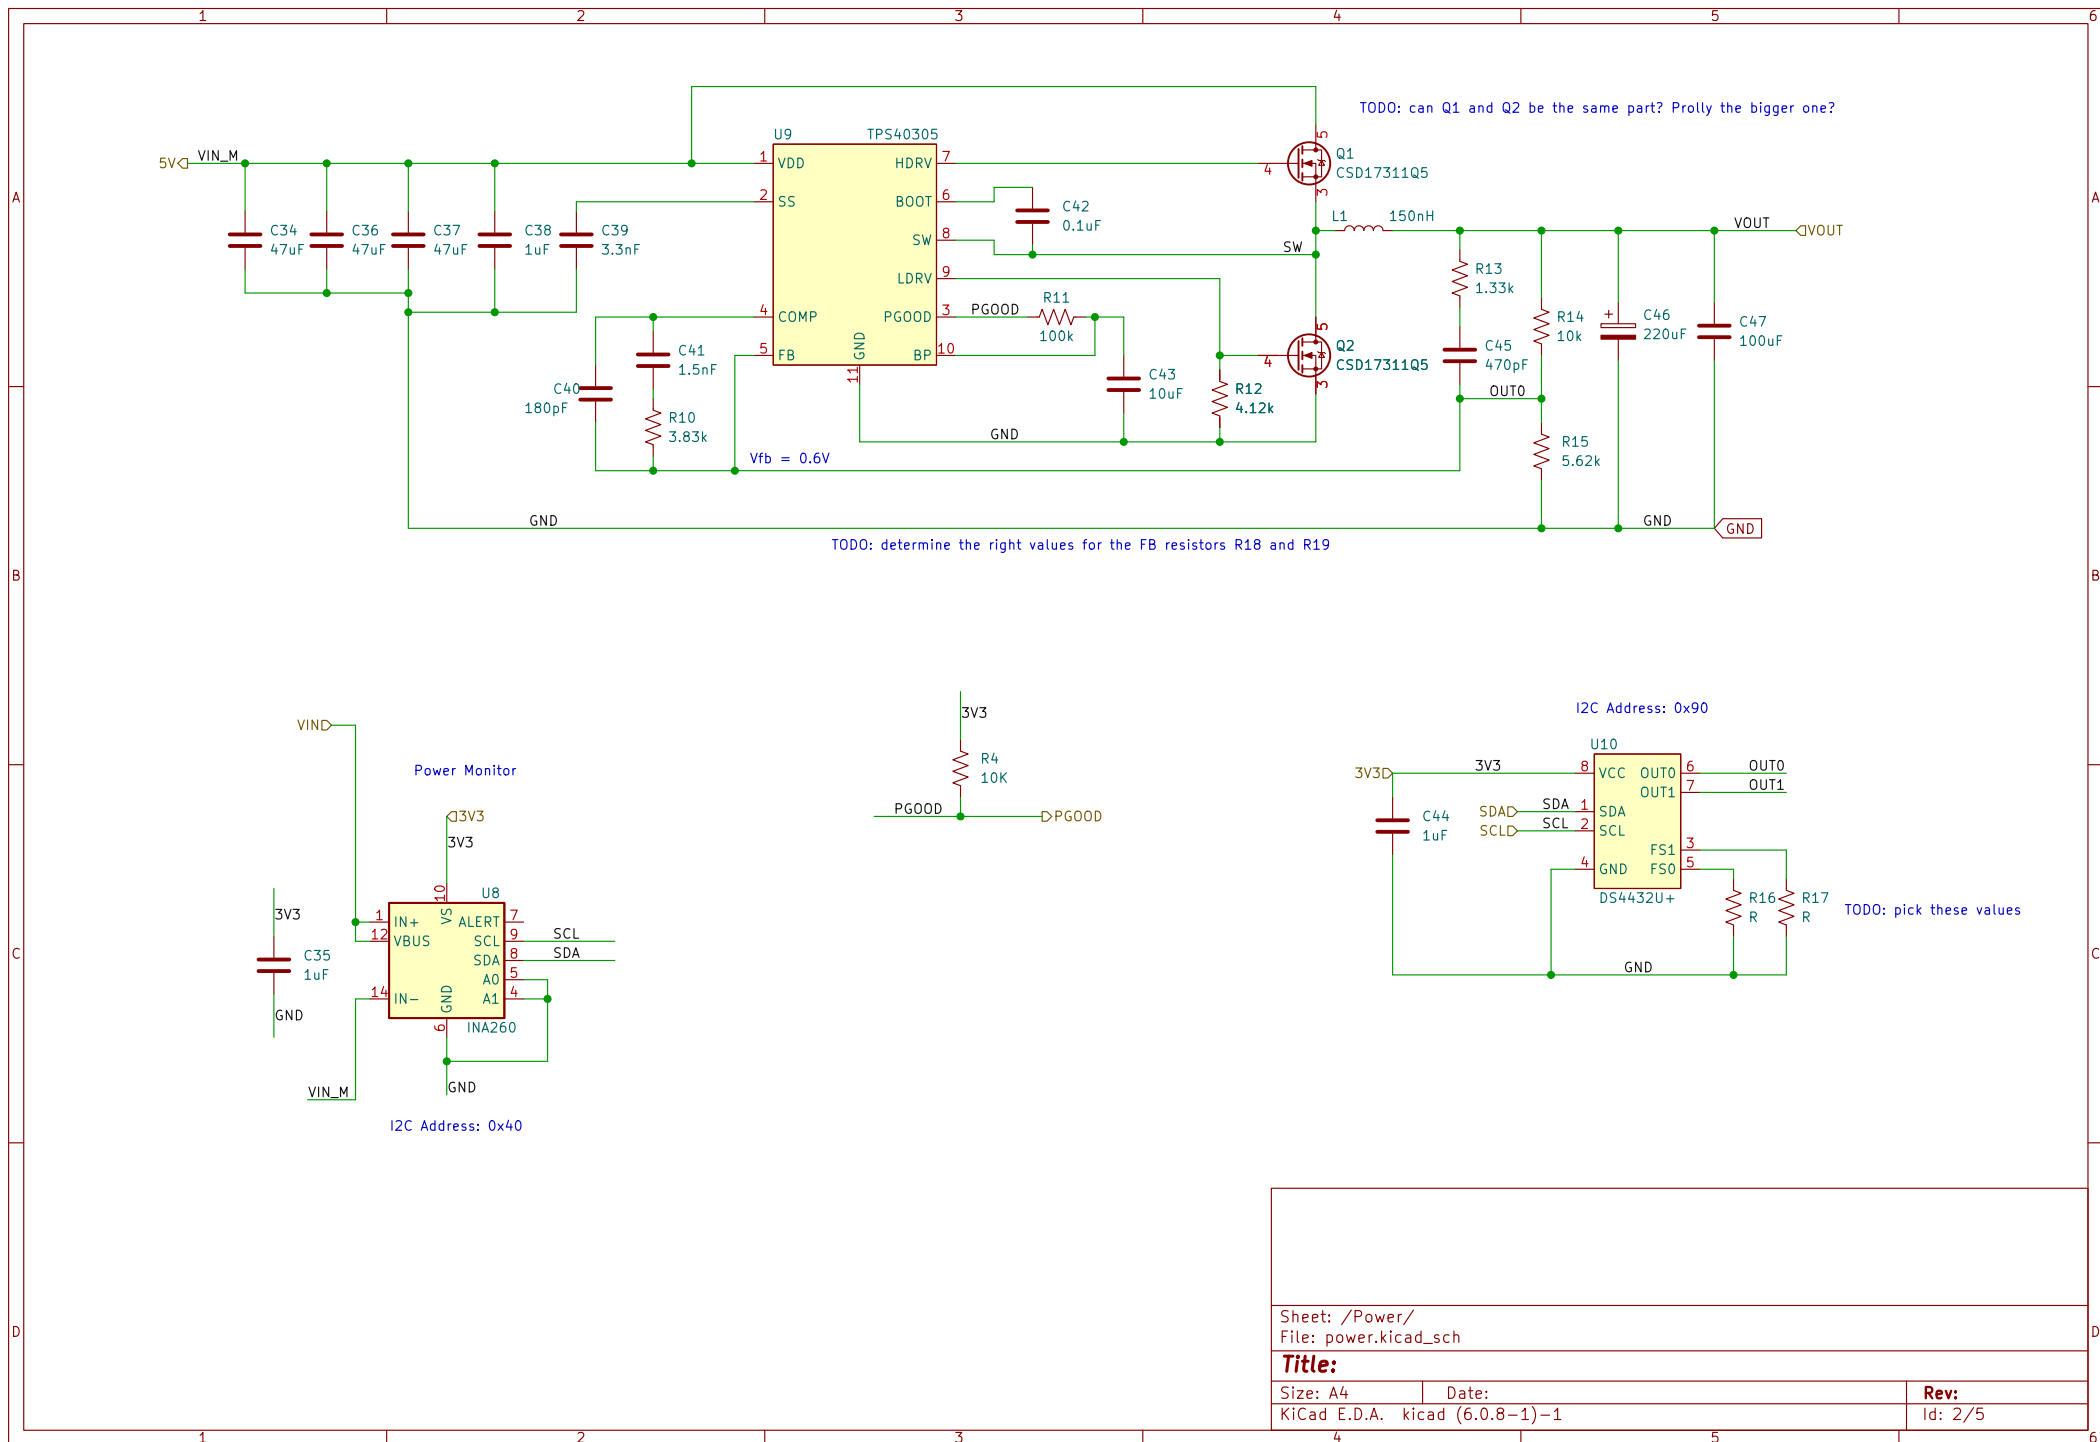 1 2 3 4 5 6
A
B
C
D
A
B
C
D
1 2 3 4 5 6
TODO: can Q1 and Q2 be the same part? Prolly the bigger one?
5V
VIN_M
C34
47uF
C36
47uF
C37
47uF
C38
1uF
C39
3.3nF
U9
TPS40305
1 VDD
2 SS
4 COMP
5 FB
HDRV 7
BOOT 6
SW 8
LDRV 9
PGOOD 3
BP 10
GND
11
C40
180pF
C41
1.5nF
R10
3.83k
C42
0.1uF
PGOOD
R11
100k
C43
10uF
R12
4.12k
GND
SW
5
4
3
Q1
CSD17311Q5
5
4
3
Q2
CSD17311Q5
L1
150nH
R13
1.33k
C45
470pF
OUT0
R14
10k
R15
5.62k
C46
220uF
+
C47
100uF
VOUT
VOUT
Vfb = 0.6V
GND
GND
GND
TODO: determine the right values for the FB resistors R18 and R19
VIN
Power Monitor
3V3
3V3
3V3
C35
1uF
GND
U8
INA260
1 IN+
12 VBUS
14 IN-
10
VS
ALERT 7
SCL 9
SDA 8
A0 5
A1 4
GND
6
SCL
SDA
GND
VIN_M
I2C Address: 0x40
3V3
R4
10K
PGOOD
PGOOD
I2C Address: 0x90
U10
DS4432U+
3V3
3V3
8 VCC
1 SDA
2 SCL
4 GND
OUT0 6
OUT1 7
FS1 3
FS0 5
SDA
SCL
SDA
SCL
OUT0
OUT1
C44
1uF
R16
R
R17
R
TODO: pick these values
GND
Sheet: /Power/
File: power.kicad_sch
Title:
Size: A4
Date:
Rev:
KiCad E.D.A. kicad (6.0.8-1)-1
Id: 2/5